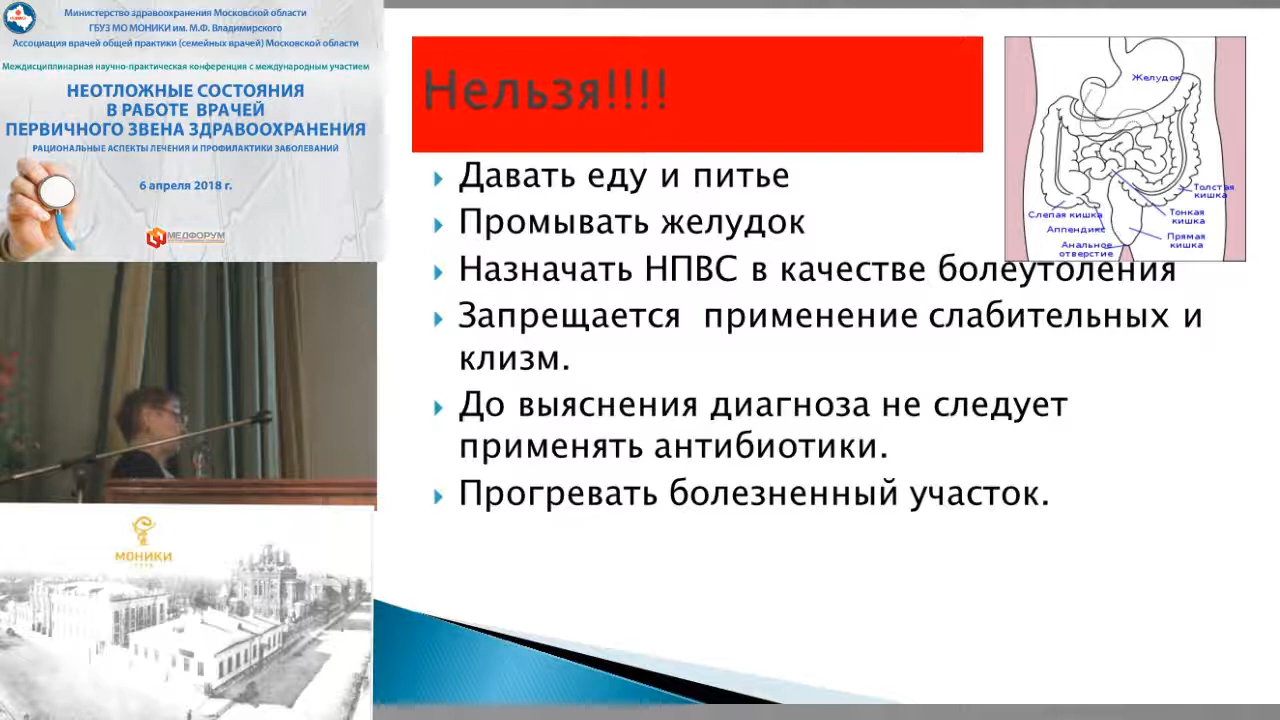 Министерство здравоохранения Московской области
ГБУЗ МО МОНИКИ им. М.Ф. Владимирского
Ассоциация врачей общей практики (семейных врачей) Московской области
Междисциплинарная научно-практическая конференция с международным участием
НЕОТЛОЖНЫЕ СОСТОЯНИЯ
В РАБОТЕ ВРАЧЕЙ
ПЕРВИЧНОГО ЗВЕНА ЗДРАВООХРАНЕНИЯ
РАЦИОНАЛЬНЫЕ АСПЕКТЫ ЛЕЧЕНИЯ И ПРОФИЛАКТИКИ ЗАБОЛЕВАНИЙ
6 апреля 2018 г.
МЕДФОРУМ
МОНИКИ
Нельзя!!!!
Давать еду и питье
Промывать желудок
Назначать НПВС в качестве болеутоления
Запрещается применение слабительных и
клизм.
До выяснения диагноза не следует
применять антибиотики.
Прогревать болезненный участок.
Желудок
Толстая
кишка
Слепая кишка
Тонкая
кишка
Аппендикс
Прямая
кишка
Анальное
отверстие